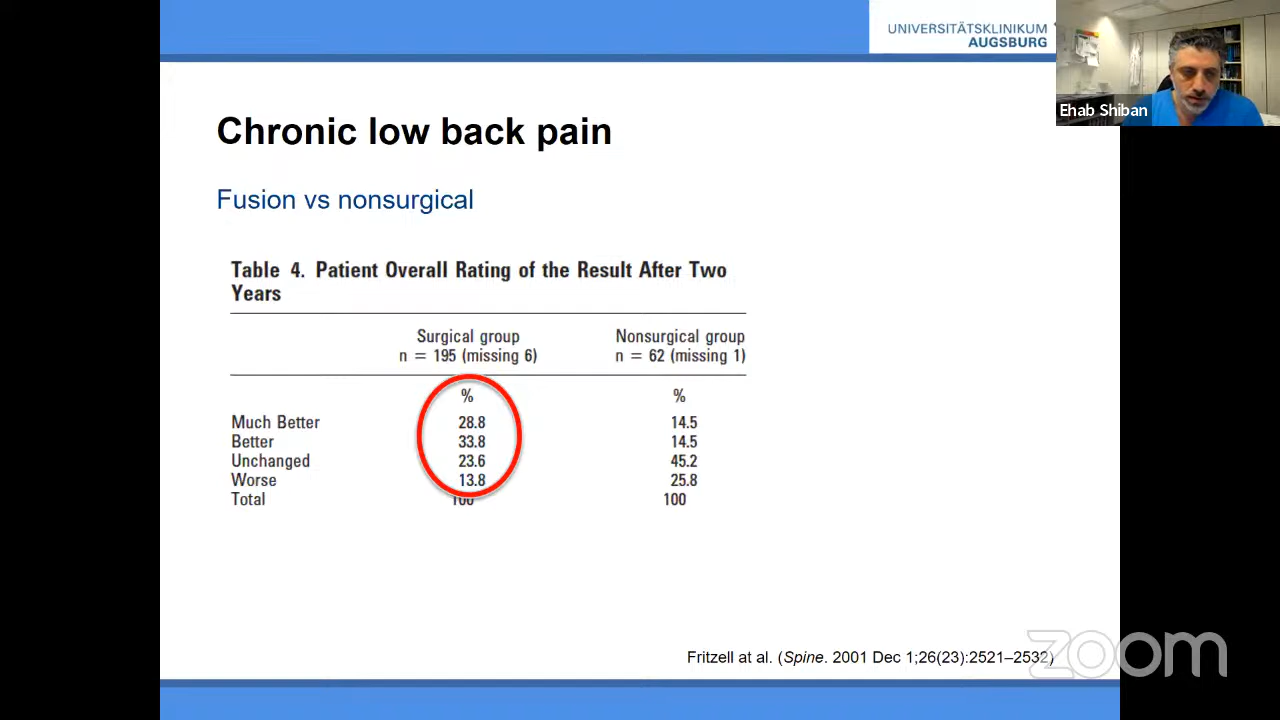 UNIVERSITÄTSKLINIKUM
AUGSBURG
Ehab Shiban
Chronic low back pain
Fusion vs nonsurgical
Table 4. Patient Overall Rating of the Result After Two
Years
Surgical group Nonsurgical group
n = 195 (missing 6) n = 62 (missing 1)
% %
Much Better 28.8 14.5
Better 33.8 14.5
Unchanged 23.6 45.2
Worse 13.8 25.8
Total 100 100
Fritzell at al. (Spine. 2001 Dec 1;26(23):2521–2532)
zoom